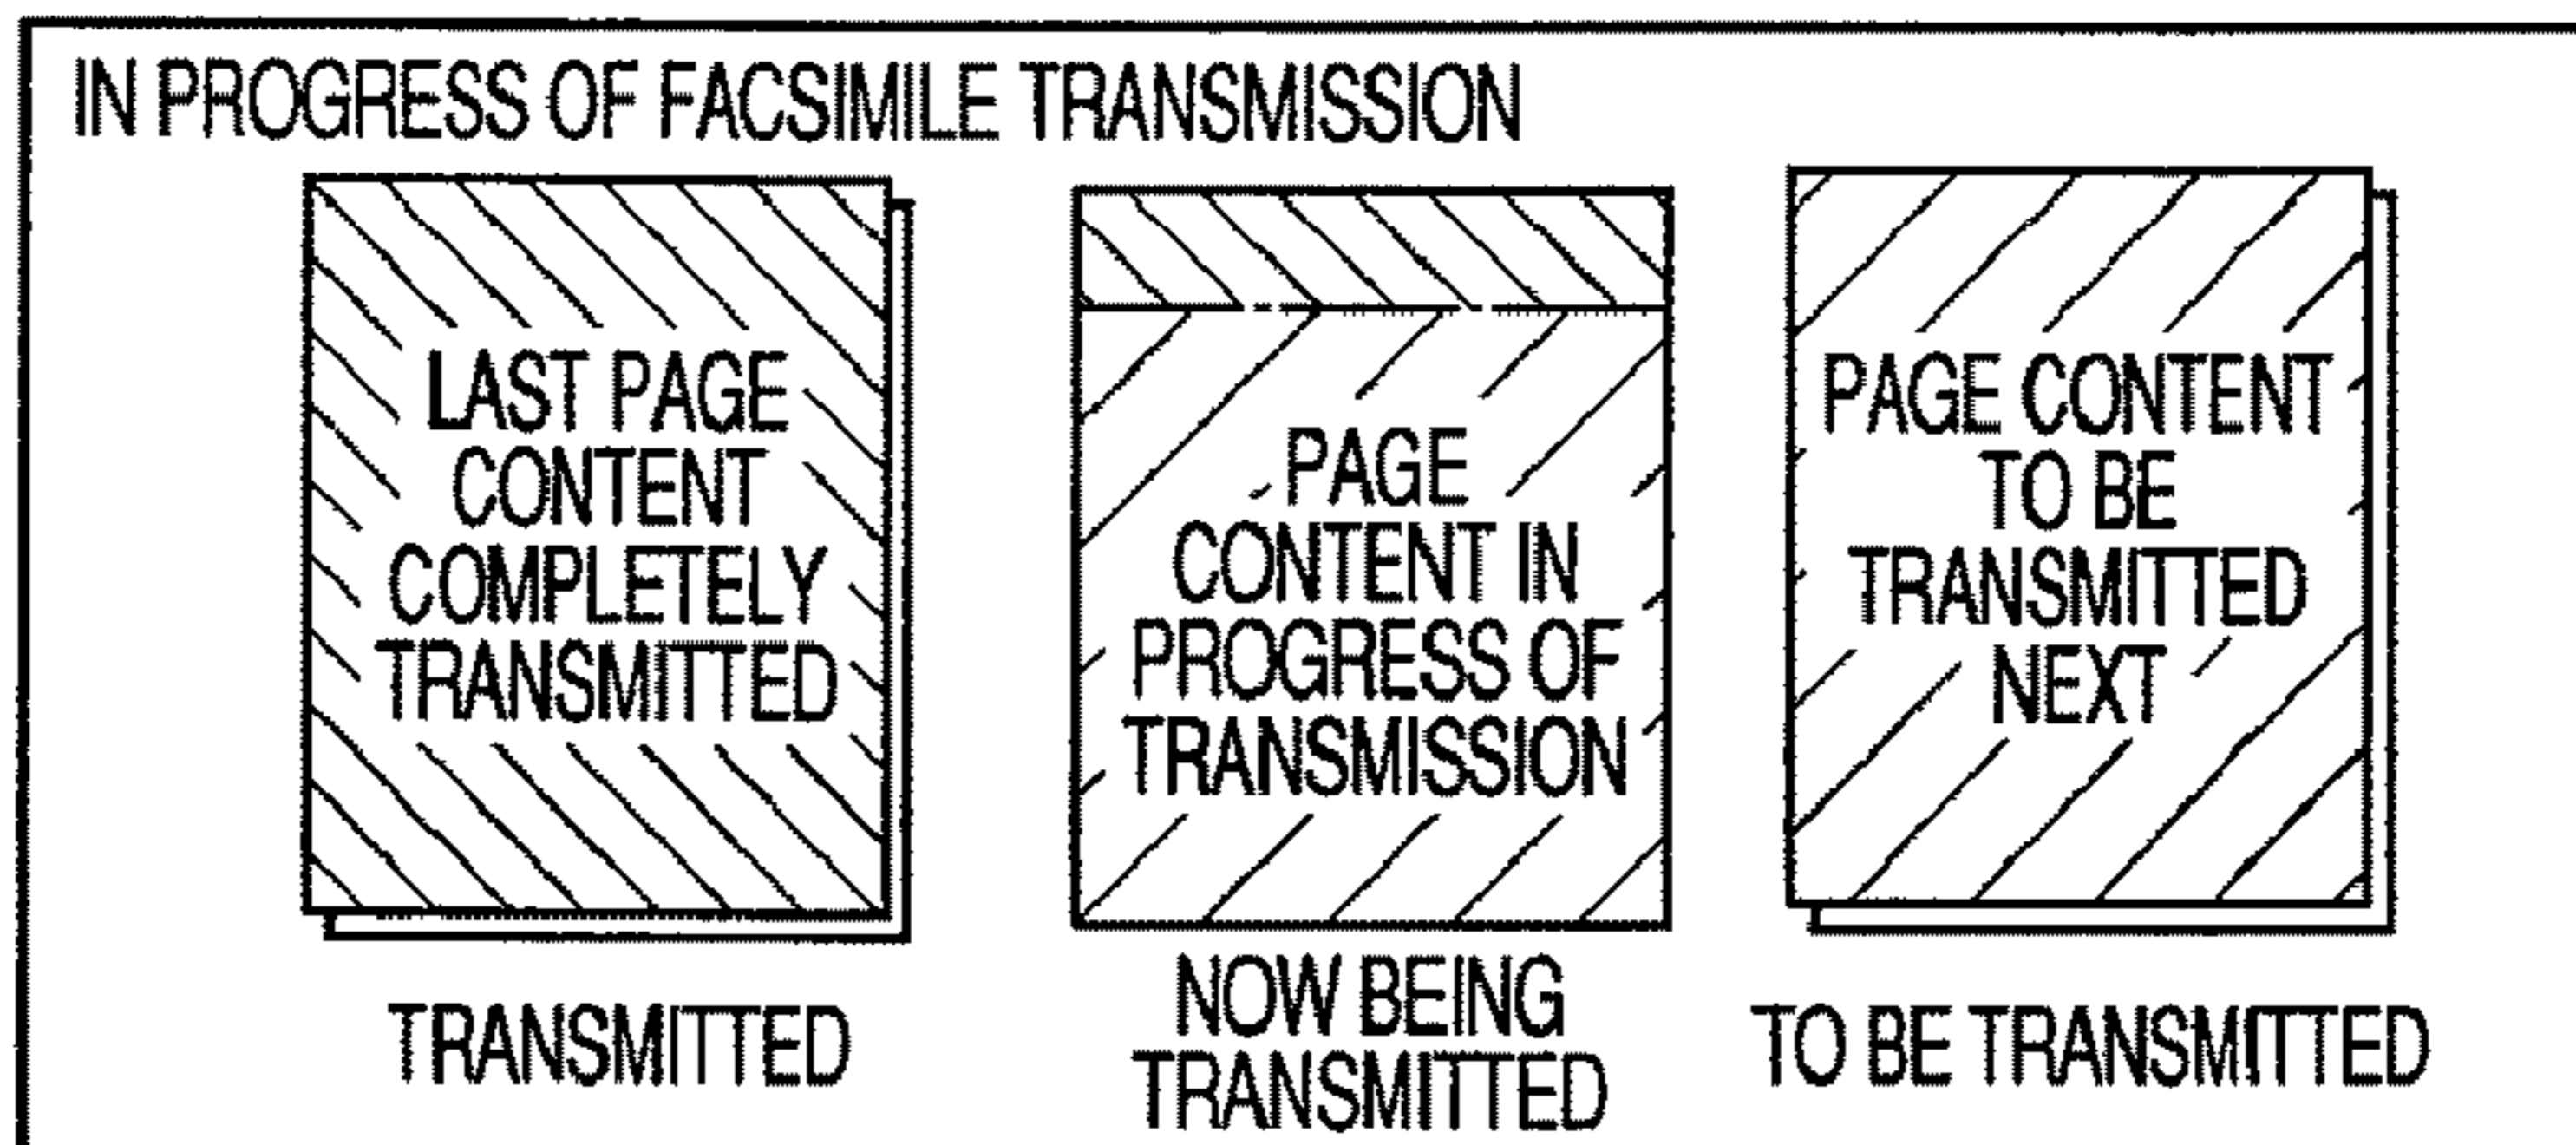 IN PROGRESS OF FACSIMILE TRANSMISSION
LAST PAGE
CONTENT
COMPLETELY
TRANSMITTED
TRANSMITTED
PAGE
CONTENT IN
PROGRESS OF
TRANSMISSION
NOW BEING
TRANSMITTED
PAGE CONTENT
TO BE
TRANSMITTED
NEXT
TO BE TRANSMITTED